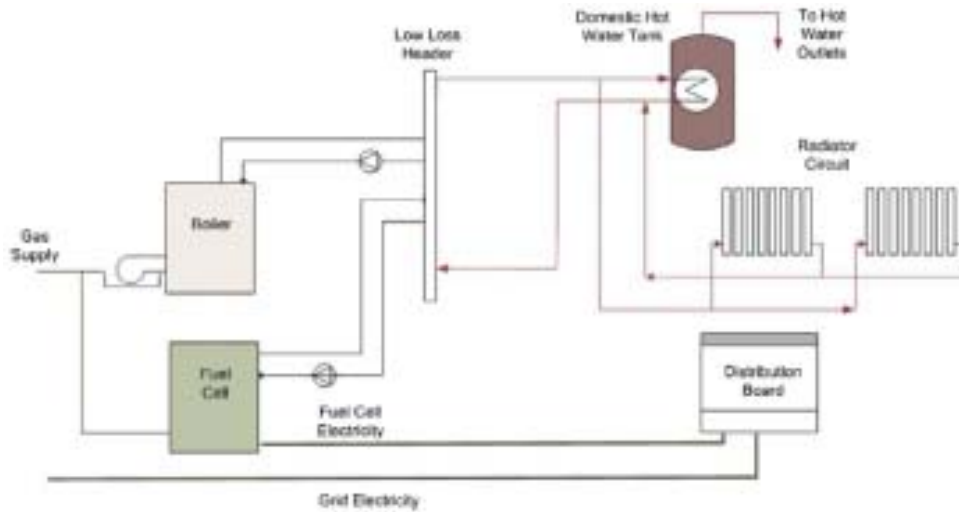 Domestic Hot
Water Tank
To Hot
Water
Outlets
Low Loss
Header
Radiator
Circuit
Boiler
Gas
Supply
Fuel
Cell
Distribution
Board
Fuel Cell
Electricity
Grid Electricity